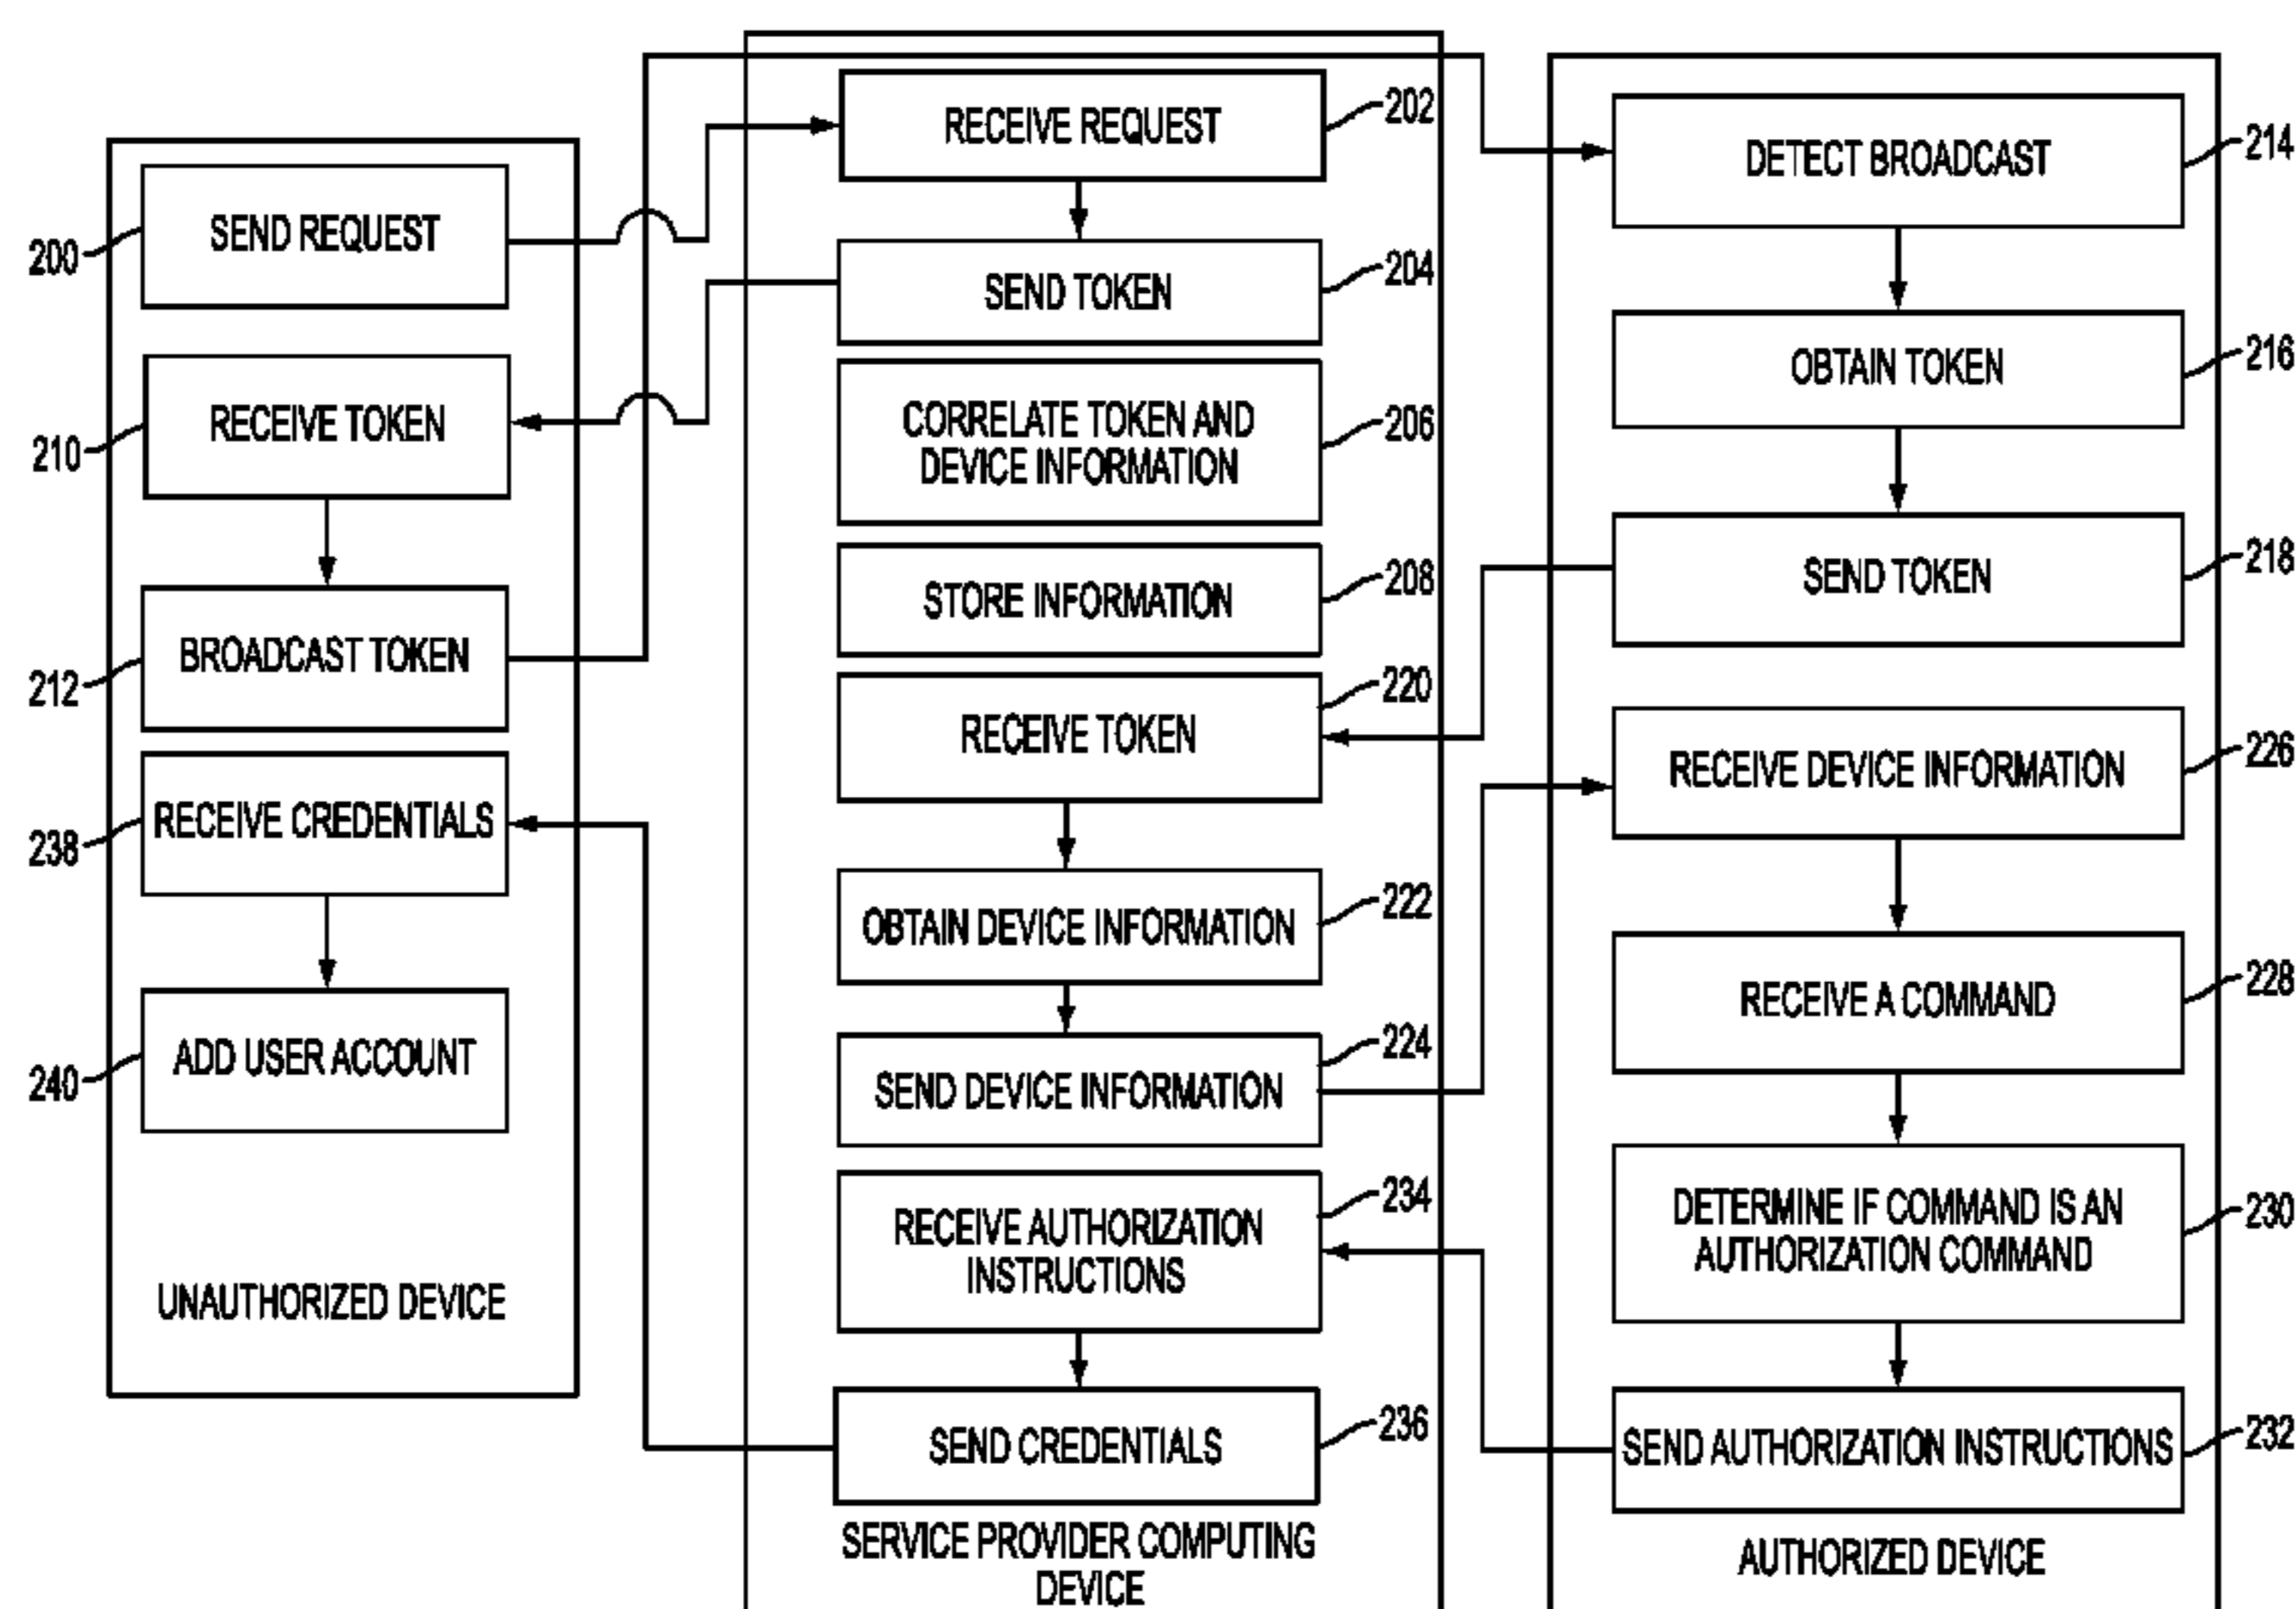 SEND REQUEST
200
RECEIVE TOKEN
210
BROADCAST TOKEN
212
RECEIVE CREDENTIALS
238
ADD USER ACCOUNT
240
UNAUTHORIZED DEVICE
RECEIVE REQUEST
202
SEND TOKEN
204
CORRELATE TOKEN AND
DEVICE INFORMATION
206
STORE INFORMATION
208
RECEIVE TOKEN
220
OBTAIN DEVICE INFORMATION
222
SEND DEVICE INFORMATION
224
RECEIVE AUTHORIZATION
INSTRUCTIONS
234
SEND CREDENTIALS
236
SERVICE PROVIDER COMPUTING
DEVICE
DETECT BROADCAST
214
OBTAIN TOKEN
216
SEND TOKEN
218
RECEIVE DEVICE INFORMATION
226
RECEIVE A COMMAND
228
DETERMINE IF COMMAND IS AN
AUTHORIZATION COMMAND
230
SEND AUTHORIZATION INSTRUCTIONS
232
AUTHORIZED DEVICE